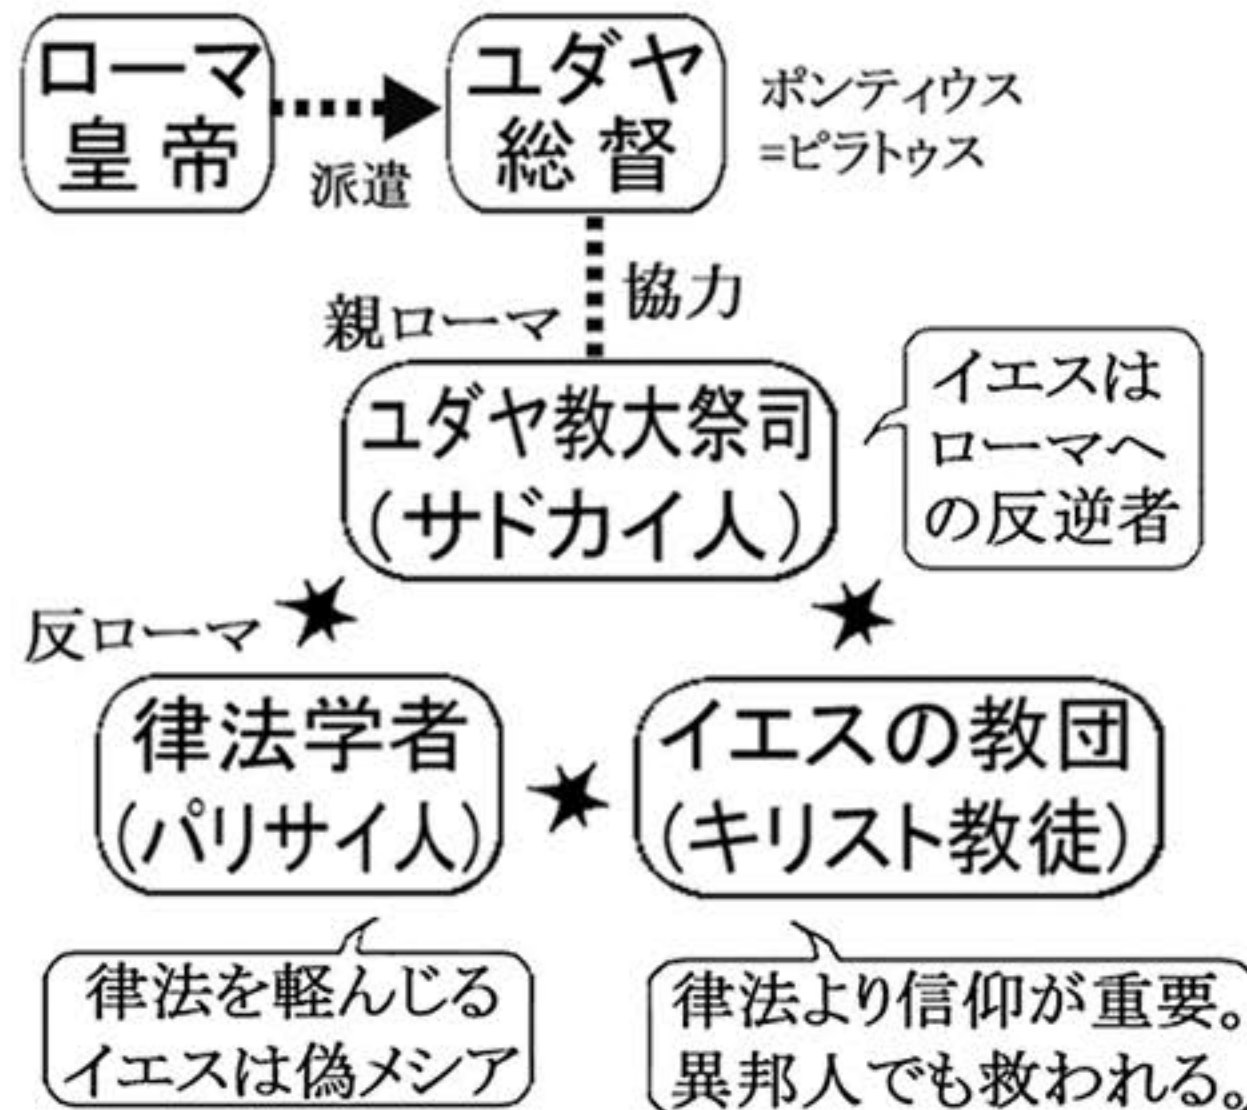 ローマ
皇帝
派遣
ユダヤ
総督
ポンティウス
=ピラトゥス
親ローマ
協力
ユダヤ教大祭司
(サドカイ人)
イエスは
ローマへ
の反逆者
反ローマ
律法学者
(パリサイ人)
イエスの教団
(キリスト教徒)
律法を軽んじる
イエスは偽メシア
律法より信仰が重要。
異邦人でも救われる。